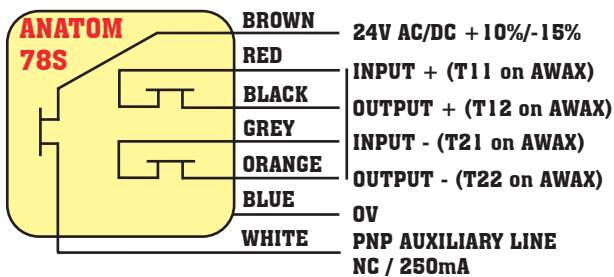 ANATOM
78S
BROWN 24V AC/DC +10%/-15%
RED INPUT + (T11 on AWAX)
BLACK OUTPUT + (T12 on AWAX)
GREY INPUT - (T21 on AWAX)
ORANGE OUTPUT - (T22 on AWAX)
BLUE 0V
WHITE PNP AUXILIARY LINE
NC / 250mA